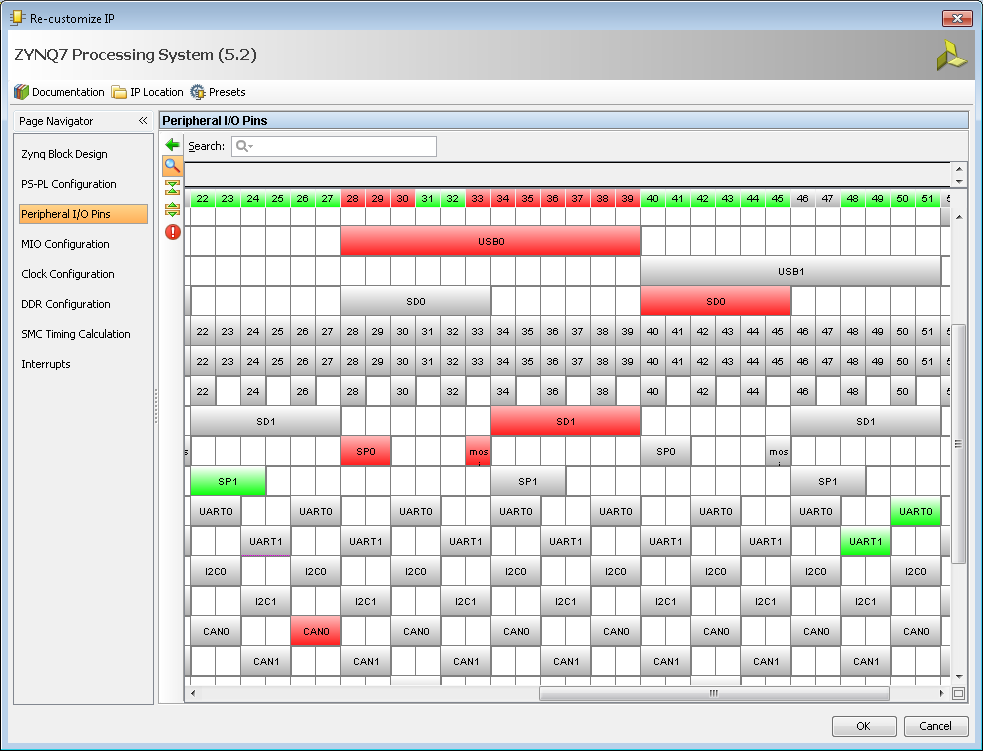 Re-customize IP
ZYNQ7 Processing System (5.2)
Documentation IP Location Presets
Page Navigator «
Peripheral I/O Pins
Zynq Block Design
PS-PL Configuration
Peripheral I/O Pins
MIO Configuration
Clock Configuration
DDR Configuration
SMC Timing Calculation
Interrupts
Search:
22 23 24 25 26 27 28 29 30 31 32 33 34 35 36 37 38 39 40 41 42 43 44 45 46 47 48 49 50 51
USB0
USB1
SD0 SD0
22 23 24 25 26 27 28 29 30 31 32 33 34 35 36 37 38 39 40 41 42 43 44 45 46 47 48 49 50 51
22 23 24 25 26 27 28 29 30 31 32 33 34 35 36 37 38 39 40 41 42 43 44 45 46 47 48 49 50 51
22 24 26 28 30 32 34 36 38 40 42 44 46 48 50
SD1 SD1 SD1
s SP0 mos SP0 mos
SP1 SP1 SP1
UART0 UART0 UART0 UART0 UART0 UART0 UART0 UART0
UART1 UART1 UART1 UART1 UART1 UART1 UART1
I2C0 I2C0 I2C0 I2C0 I2C0 I2C0 I2C0 I2C0
I2C1 I2C1 I2C1 I2C1 I2C1 I2C1 I2C1
CAN0 CAN0 CAN0 CAN0 CAN0 CAN0 CAN0 CAN0
CAN1 CAN1 CAN1 CAN1 CAN1 CAN1 CAN1
OK Cancel